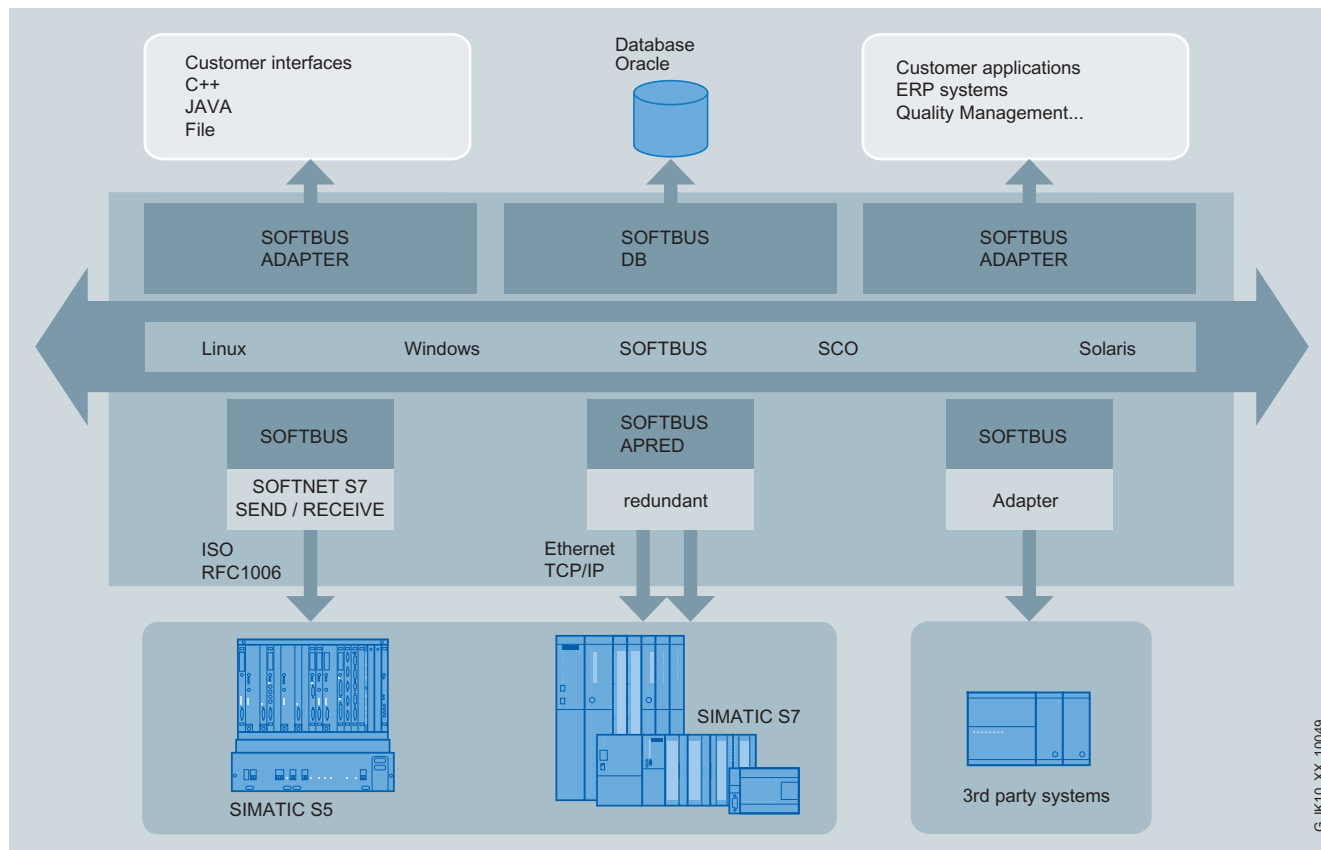 Customer interfaces
C++
JAVA
File
Database
Oracle
Customer applications
ERP systems
Quality Management...
SOFTBUS
ADAPTER
SOFTBUS
DB
SOFTBUS
ADAPTER
Linux
Windows
SOFTBUS
SCO
Solaris
SOFTBUS
SOFTNET S7
SEND / RECEIVE
SOFTBUS
APRED
redundant
SOFTBUS
Adapter
ISO
RFC1006
Ethernet
TCP/IP
SIMATIC S5
SIMATIC S7
3rd party systems
G_IK10_XX_10049